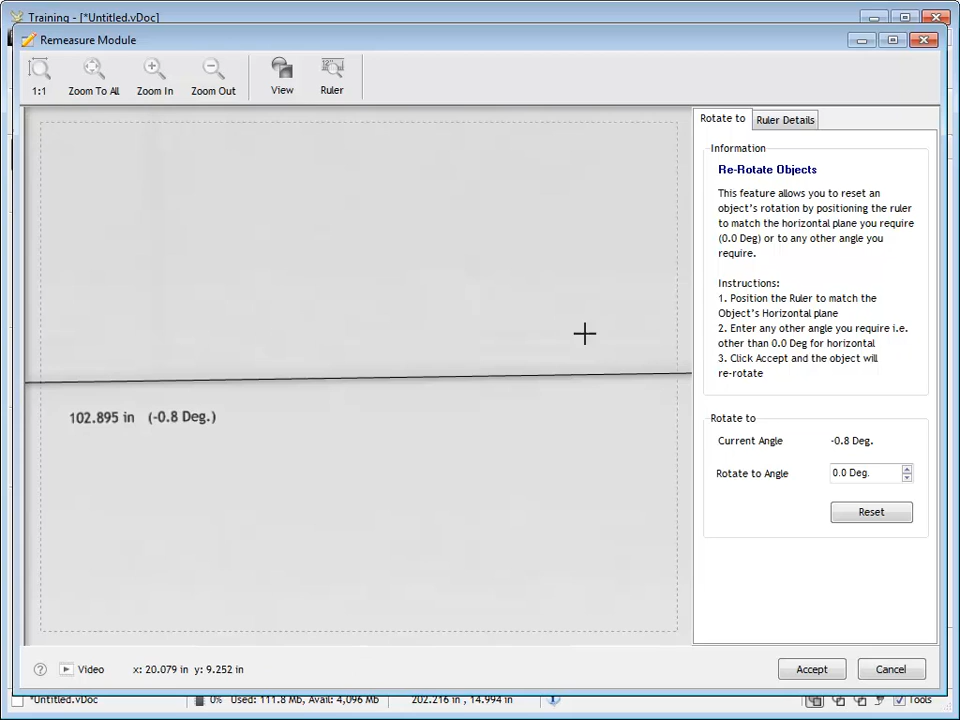 Training - [*Untitled.vDoc]
Remeasure Module
1:1
Zoom To All
Zoom In
Zoom Out
View
Ruler
Rotate to
Ruler Details
Information
Re-Rotate Objects
This feature allows you to reset an
object's rotation by positioning the ruler
to match the horizontal plane you require
(0.0 Deg) or to any other angle you
require.
Instructions:
1. Position the Ruler to match the
Object's Horizontal plane
2. Enter any other angle you require i.e.
other than 0.0 Deg for horizontal
3. Click Accept and the object will
re-rotate
102.895 in (-0.8 Deg.)
Rotate to
Current Angle -0.8 Deg.
Rotate to Angle 0.0 Deg.
Reset
? Video x: 20.079 in y: 9.252 in
Accept
Cancel
*Untitled.vDoc 0% Used: 111.8 Mb, Avail: 4,096 Mb 202.216 in , 14.994 in Tools